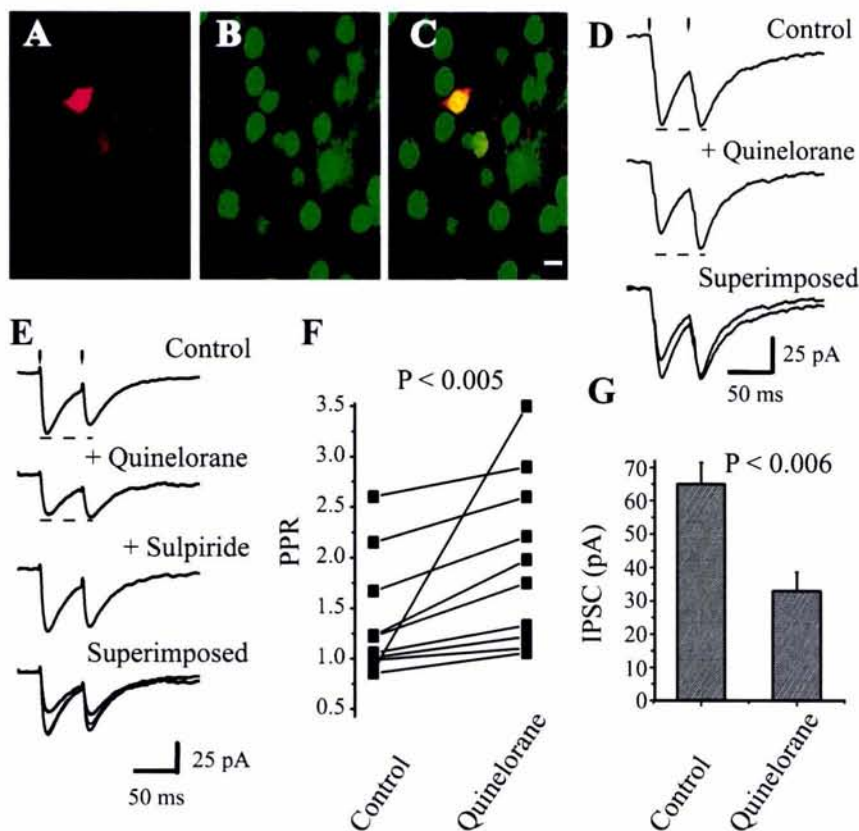 A
B
C
D
Control
+ Quinelorane
Superimposed
25 pA
50 ms
E
Control
+ Quinelorane
+ Sulpiride
Superimposed
25 pA
50 ms
F
P < 0.005
3.5
3.0
2.5
2.0
1.5
1.0
0.5
PPR
Control
Quinelorane
G
P < 0.006
70
60
50
40
30
20
10
0
IPSC (pA)
Control
Quinelorane